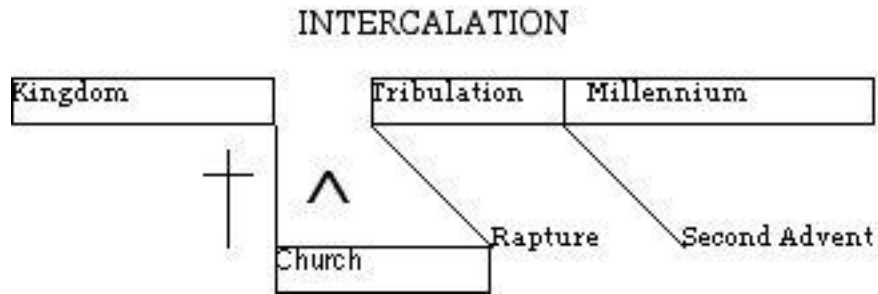 INTERCALATION
Kingdom Tribulation Millennium
Rapture Second Advent
Church